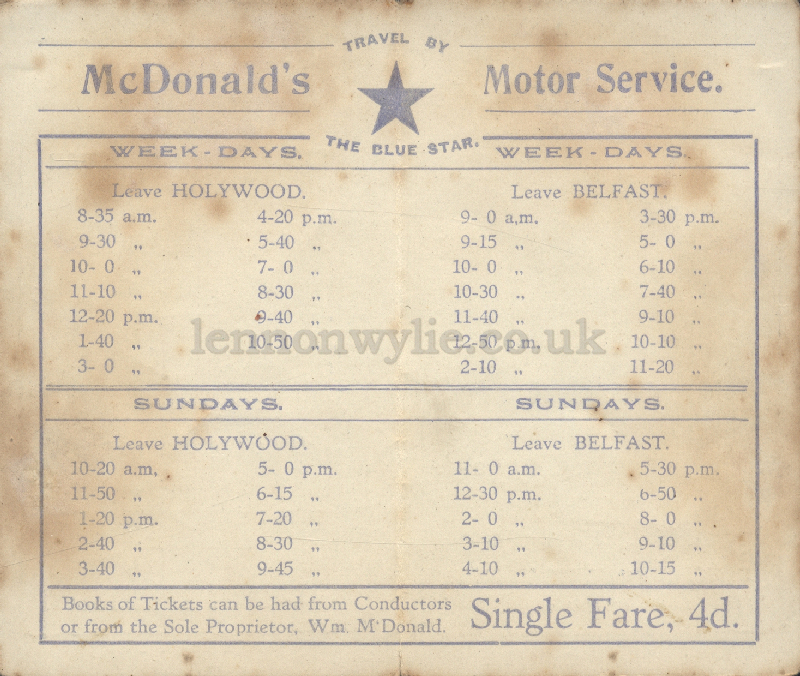 TRAVEL BY
McDonald's Motor Service.
THE BLUE STAR.
WEEK-DAYS.
Leave HOLYWOOD.
8-35 a.m. 4-20 p.m.
9-30 „ 5-40 „
10- 0 „ 7- 0 „
11-10 „ 8-30 „
12-20 p.m. 9-40 „
1-40 „ 10-50 „
3- 0 „
WEEK-DAYS.
Leave BELFAST.
9- 0 a.m. 3-30 p.m.
9-15 „ 5- 0 „
10- 0 „ 6-10 „
10-30 „ 7-40 „
11-40 „ 9-10 „
12-50 p.m. 10-10 „
2-10 „ 11-20 „
SUNDAYS.
Leave HOLYWOOD.
10-20 a.m. 5- 0 p.m.
11-50 „ 6-15 „
1-20 p.m. 7-20 „
2-40 „ 8-30 „
3-40 „ 9-45 „
SUNDAYS.
Leave BELFAST.
11- 0 a.m. 5-30 p.m.
12-30 p.m. 6-50 „
2- 0 „ 8- 0 „
3-10 „ 9-10 „
4-10 „ 10-15 „
Books of Tickets can be had from Conductors
or from the Sole Proprietor, Wm. McDonald.
Single Fare, 4d.
lennonwylie.co.uk